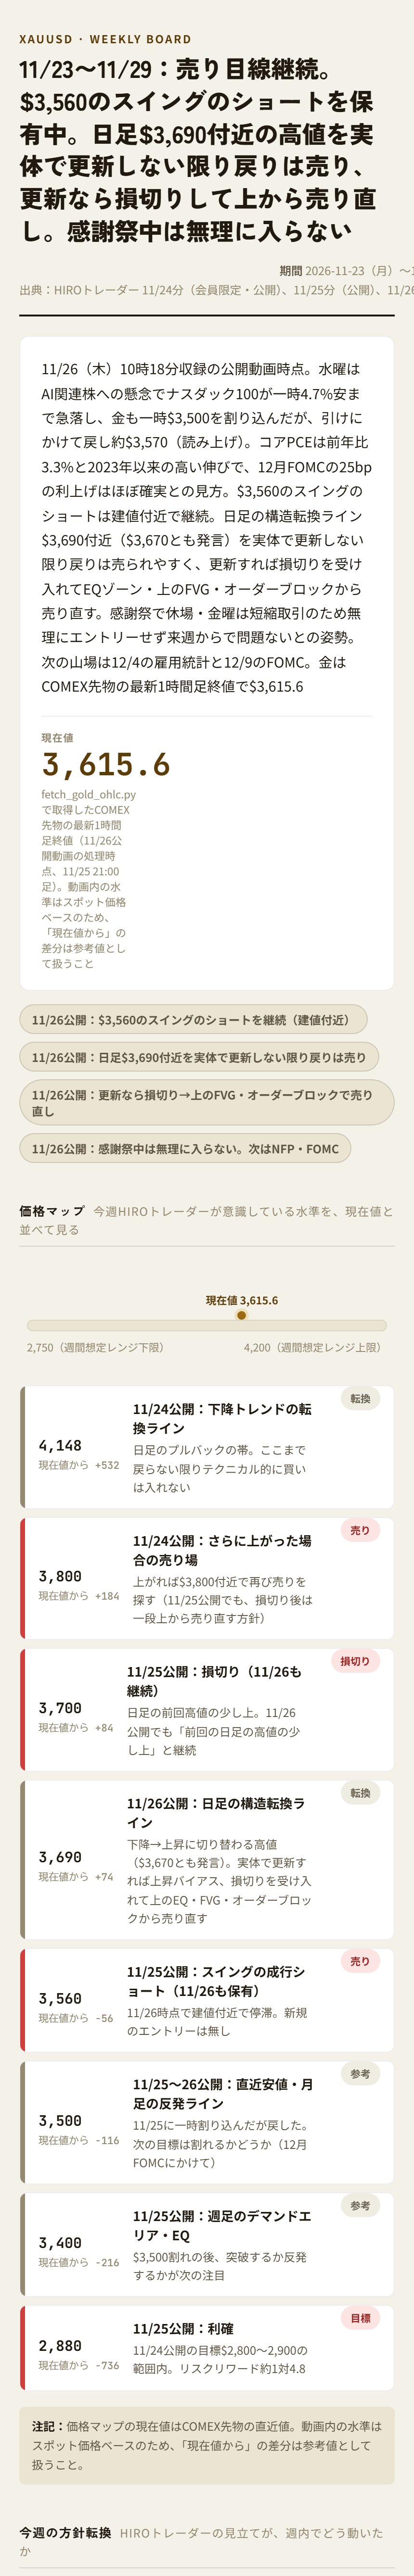 XAUUSD · WEEKLY BOARD
11/23〜11/29：売り目線継続。
$3,560のスイングのショートを保
有中。日足$3,690付近の高値を実
体で更新しない限り戻りは売り、
更新なら損切りして上から売り直
し。感謝祭中は無理に入らない
期間 2026-11-23（月）〜
出典：HIROトレーダー 11/24分（会員限定・公開）、11/25分（公開）、11/26
11/26（木）10時18分収録の公開動画時点。水曜は
AI関連株への懸念でナスダック100が一時4.7%安ま
で急落し、金も一時$3,500を割り込んだが、引けに
かけて戻し約$3,570（読み上げ）。コアPCEは前年比
3.3%と2023年以来の高い伸びで、12月FOMCの25bp
の利上げはほぼ確実との見方。$3,560のスイングの
ショートは建値付近で継続。日足の構造転換ライン
$3,690付近（$3,670とも発言）を実体で更新しない
限りは売られやすく、更新すれば損切りを受け
入れてEQゾーン・上のFVG・オーダーブロックから
売り直す。感謝祭で休場・金曜は短縮取引のため無
理にエントリーせず来週からで問題ないとの姿勢。
次の山場は12/4の雇用統計と12/9のFOMC。金は
COMEX先物の最新1時間足終値で$3,615.6
現在値
3,615.6
fetch_gold_ohlc.py
で取得したCOMEX
先物の最新1時間
足終値（11/26公
開動画の処理時
点、11/25 21:00
足）。動画内の水
準はスポット価格
ベースのため、
「現在値から」の
差分は参考値とし
て扱うこと
11/26公開：$3,560のスイングのショートを継続（建値付近）
11/26公開：日足$3,690付近を実体で更新しない限り戻りは売り
11/26公開：更新なら損切り→上のFVG・オーダーブロックで売り
直し
11/26公開：感謝祭中は無理に入らない。次はNFP・FOMC
価格マップ 今週HIROトレーダーが意識している水準を、現在値と
並べて見る
現在値 3,615.6
2,750（週間想定レンジ下限） 4,200（週間想定レンジ上限）
転換
11/24公開：下降トレンドの転
換ライン
4,148
現在値から +532
日足のプルバックの帯。ここまで
戻らない限りテクニカル的に買い
は入れない
売り
11/24公開：さらに上がった場
合の売り場
3,800
現在値から +184
上がれば$3,800付近で再び売りを
探す（11/25公開でも、損切り後は
一段上から売り直す方針）
損切り
11/25公開：損切り（11/26も
継続）
3,700
現在値から +84
日足の前回高値の少し上。11/26
公開でも「前回の日足の高値の少
し上」と継続
転換
11/26公開：日足の構造転換ラ
イン
3,690
現在値から +74
下降→上昇に切り替わる高値
（$3,670とも発言）。実体で更新す
れば上昇バイアス、損切りを受け入
れて上のEQ・FVG・オーダーブロッ
クから売り直す
売り
11/25公開：スイングの成行シ
ョート（11/26も保有）
3,560
現在値から -56
11/26時点で建値付近で停滞。新規
のエントリーは無し
参考
11/25〜26公開：直近安値・月
足の反発ライン
3,500
現在値から -116
11/25に一時割り込んだが戻した。
次の目標は割れるかどうか（12月
FOMCにかけて）
参考
11/25公開：週足のデマンドエ
リア・EQ
3,400
現在値から -216
$3,500割れの後、突破するか反発
するかが次の注目
目標
11/25公開：利確
2,880
現在値から -736
11/24公開の目標$2,800〜2,900の
範囲内。リスクリワード約1対4.8
注記：価格マップの現在値はCOMEX先物の直近値。動画内の水準は
スポット価格ベースのため、「現在値から」の差分は参考値として
扱うこと。
今週の方針転換 HIROトレーダーの見立てが、週内でどう動いた
か